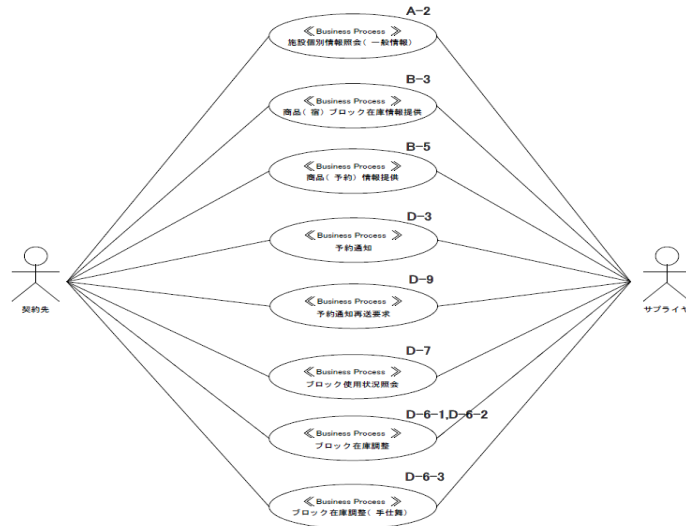 A-2
≪ Business Process ≫
施設個別情報照会( 一般情報)
B-3
≪ Business Process ≫
商品( 宿) ブロック在庫情報提供
B-5
≪ Business Process ≫
商品( 予約) 情報提供
D-3
≪ Business Process ≫
予約通知
契約先
サプライヤ
D-9
≪ Business Process ≫
予約通知再送要求
D-7
≪ Business Process ≫
ブロック使用状況照会
D-6-1,D-6-2
≪ Business Process ≫
ブロック在庫調整
D-6-3
≪ Business Process ≫
ブロック在庫調整( 手仕舞)